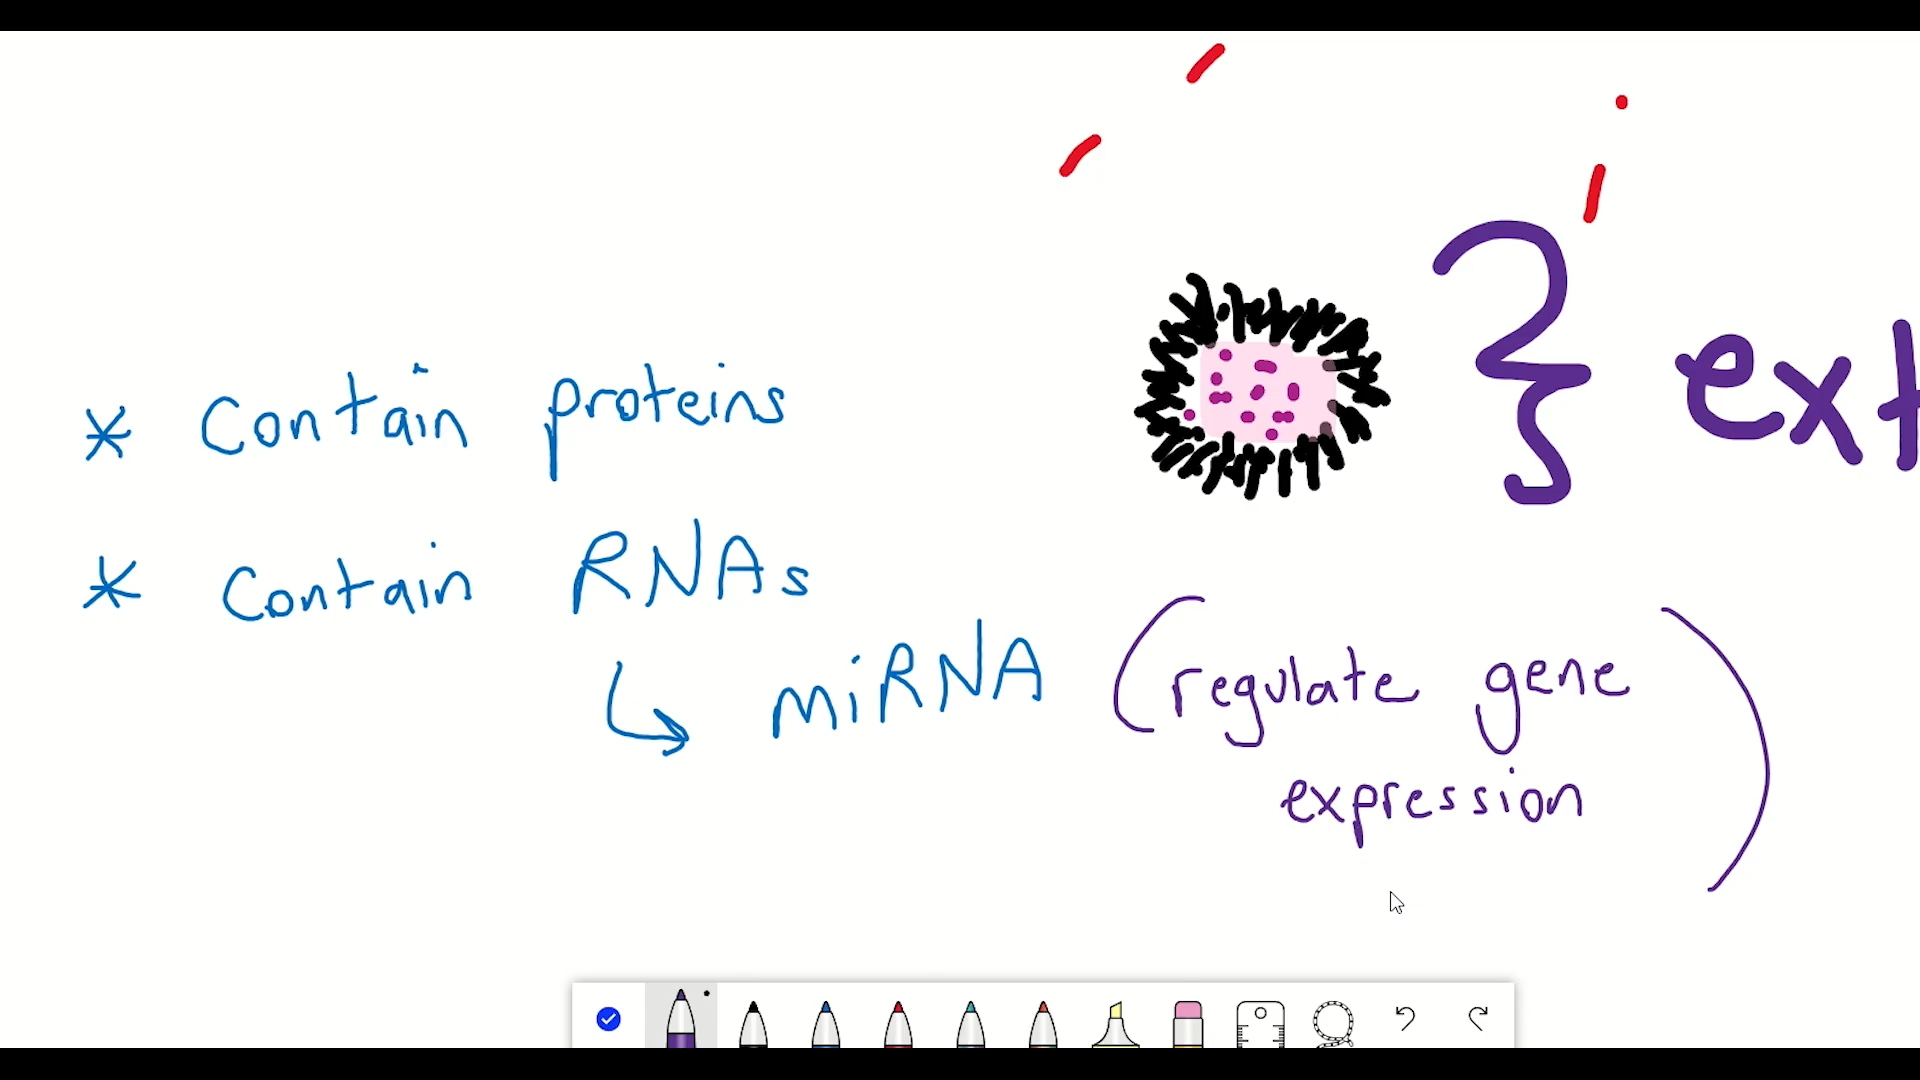 * Contain proteins
} ext
* Contain RNAs
↳ miRNA (regulate gene
expression)